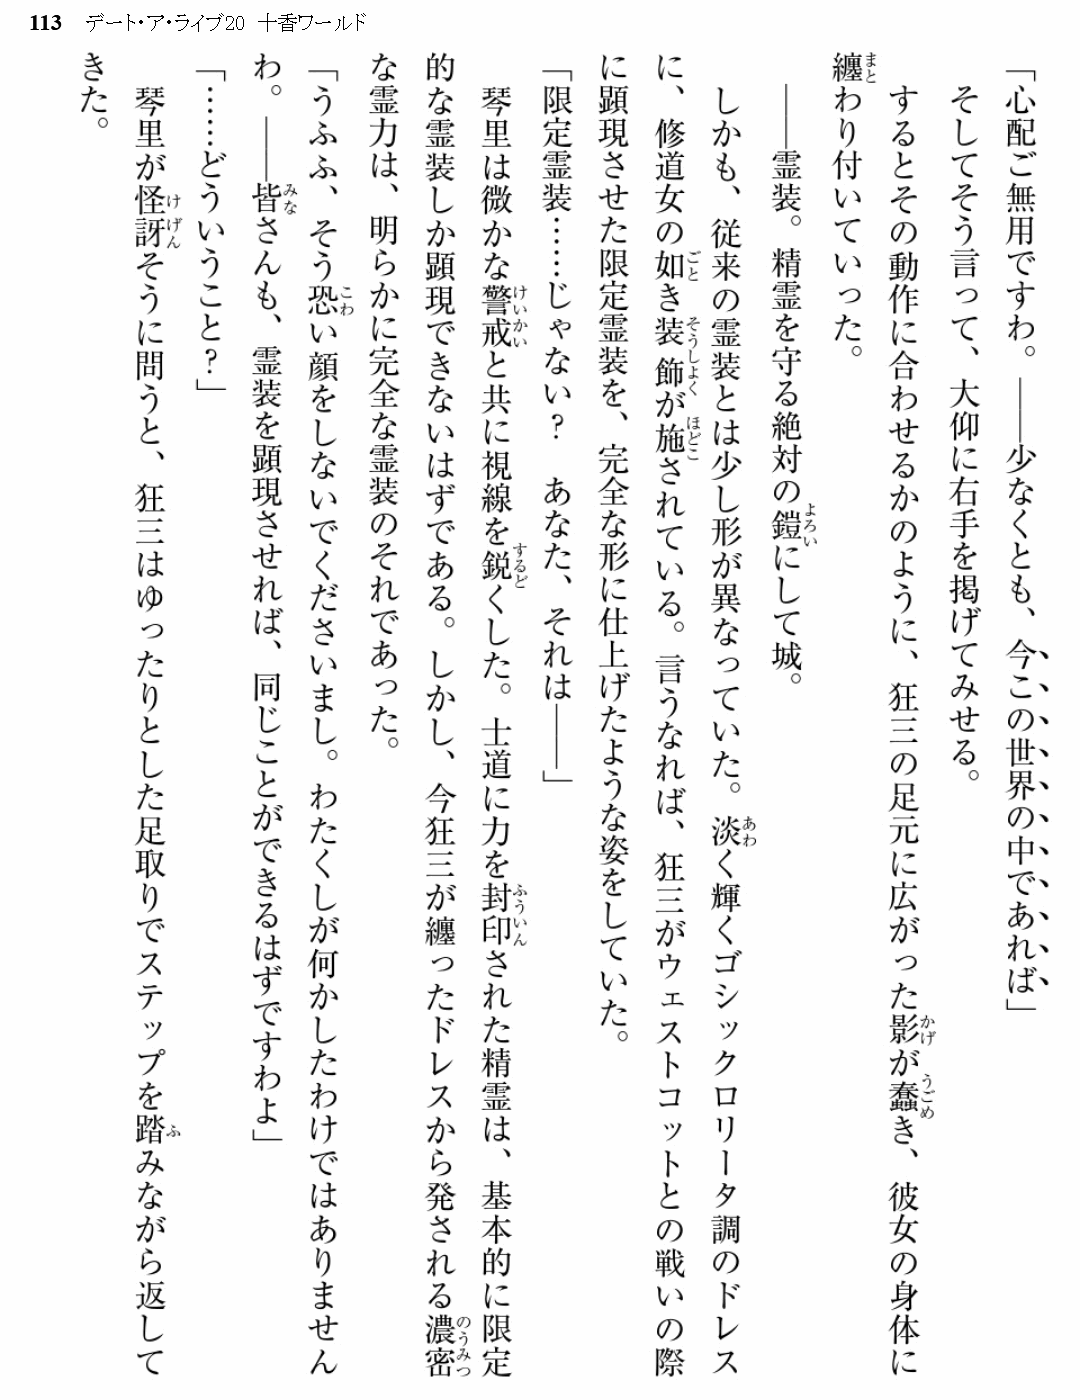 113 デート・ア・ライブ20 十香ワールド
「心配ご無用ですわ。――少なくとも、今この世界の中であれば」
そしてそう言って、大仰に右手を掲げてみせる。
するとその動作に合わせるかのように、狂三の足元に広がった影が蠢き、彼女の身体に
纏わり付いていった。
――霊装。精霊を守る絶対の鎧にして城。
しかも、従来の霊装とは少し形が異なっていた。淡く輝くゴシックロリータ調のドレス
に、修道女の如き装飾が施されている。言うなれば、狂三がウェストコットとの戦いの際
に顕現させた限定霊装を、完全な形に仕上げたような姿をしていた。
「限定霊装……じゃない? あなた、それは――」
琴里は微かな警戒と共に視線を鋭くした。士道に力を封印された精霊は、基本的に限定
的な霊装しか顕現できないはずである。しかし、今狂三が纏ったドレスから発される濃密
な霊力は、明らかに完全な霊装のそれであった。
「うふふ、そう恐い顔をしないでくださいまし。わたくしが何かしたわけではありません
わ。――皆さんも、霊装を顕現させれば、同じことができるはずですわよ」
「……どういうこと?」
琴里が怪訝そうに問うと、狂三はゆったりとした足取りでステップを踏みながら返して
きた。